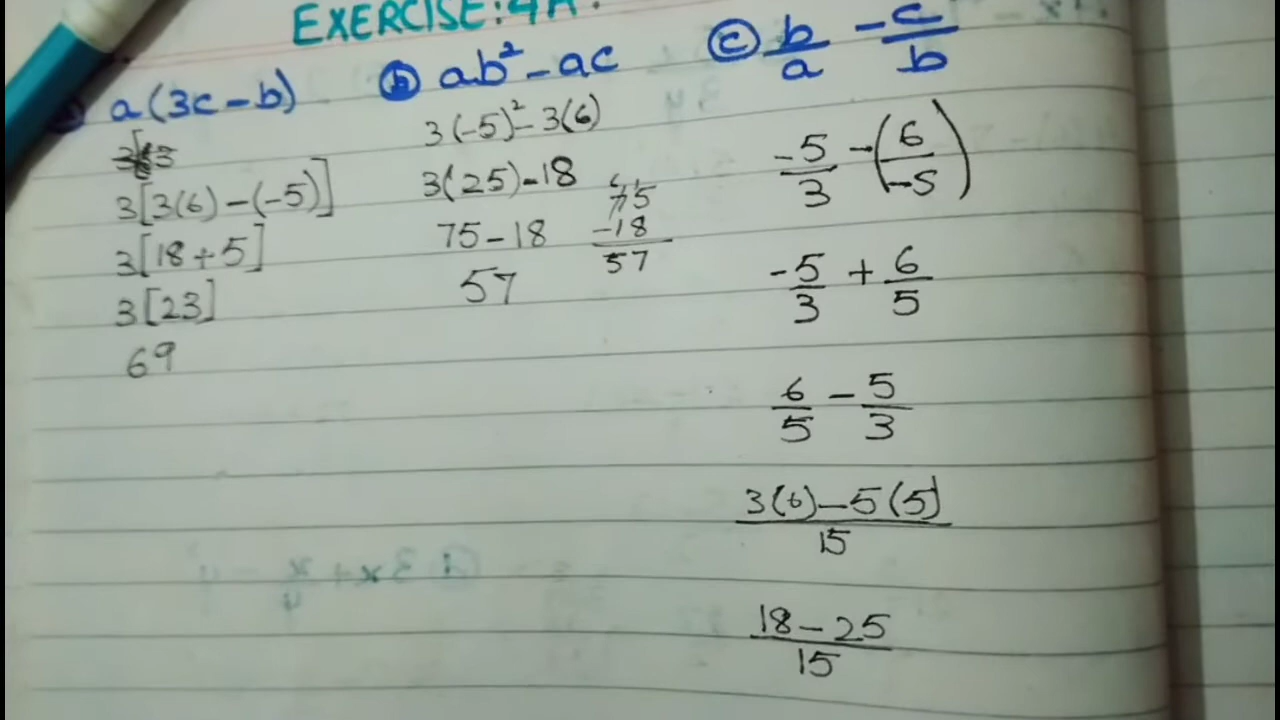 EXERCISE: 4A.
a(3c-b)
3[3(6)-(-5)]
3[18+5]
3[23]
69
ⓑ ab²-ac
3(-5)²-3(6)
3(25)-18
75-18
57
75
-18
57
ⓒ b/a - c/b
-5/3 - (6/-5)
-5/3 + 6/5
6/5 - 5/3
3(6)-5(5)/15
18-25/15